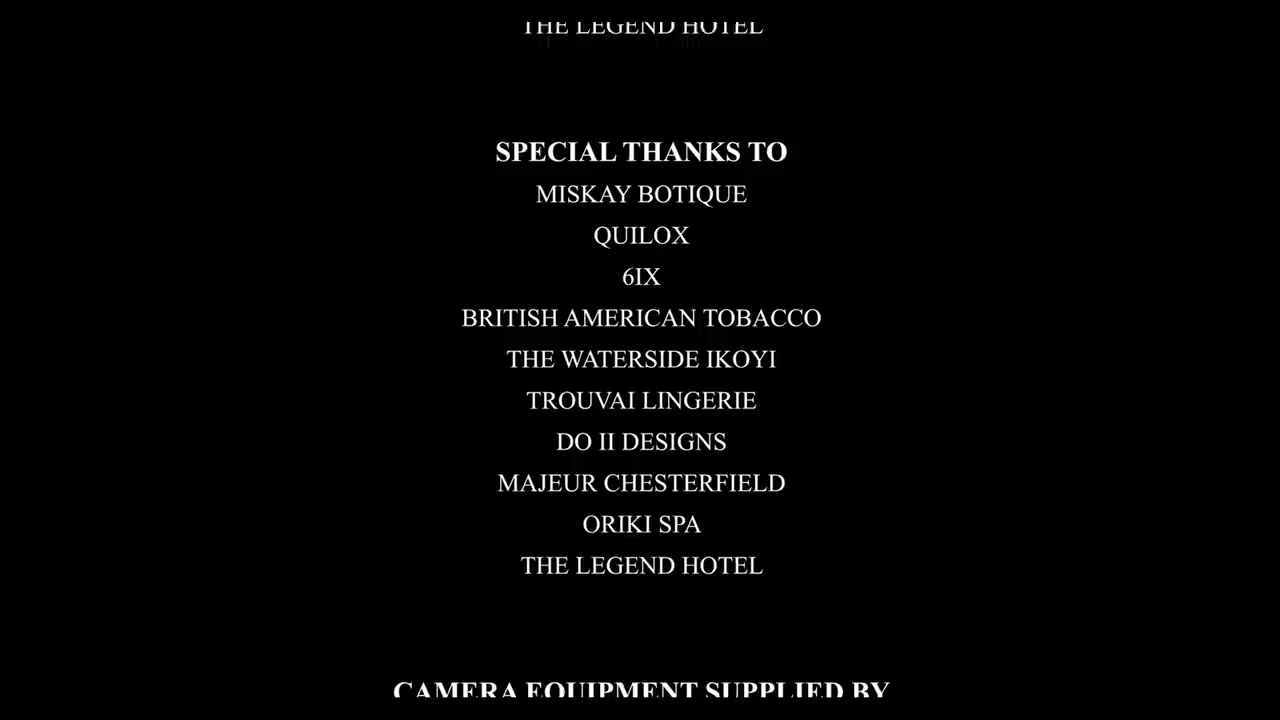 THE LEGEND HOTEL
SPECIAL THANKS TO
MISKAY BOTIQUE
QUILOX
6IX
BRITISH AMERICAN TOBACCO
THE WATERSIDE IKOYI
TROUVAI LINGERIE
DO II DESIGNS
MAJEUR CHESTERFIELD
ORIKI SPA
THE LEGEND HOTEL
CAMERA EQUIPMENT SUPPLIED BY